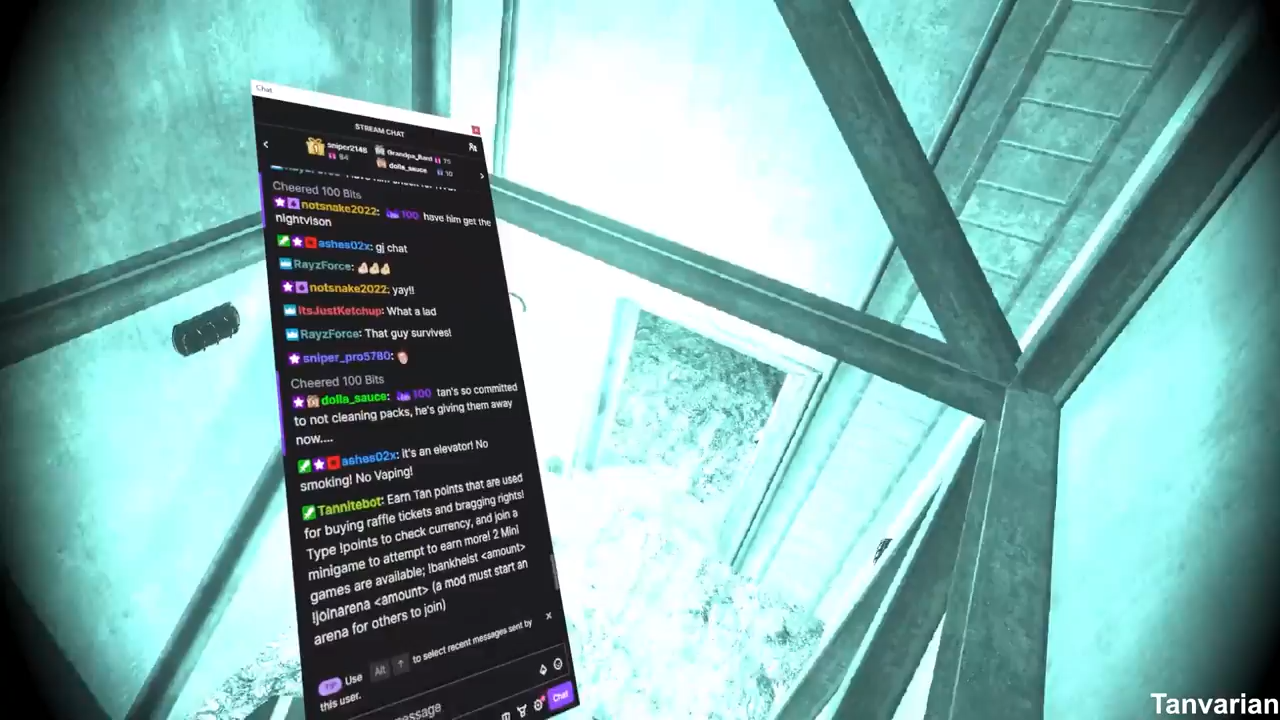 Chat
STREAM CHAT
sniper2148
84
Grandpa_Bard 75
dolla_sauce 10
Cheered 100 Bits
notsnake2022: 100 have him get the
nightvison
ashes02x: gj chat
RayzForce:
notsnake2022: yay!!
ItsJustKetchup: What a lad
RayzForce: That guy survives!
sniper_pro5780:
Cheered 100 Bits
dolla_sauce: 100 tan's so committed
to not cleaning packs, he's giving them away
now....
ashes02x: it's an elevator! No
smoking! No Vaping!
Tannitebot: Earn Tan points that are used
for buying raffle tickets and bragging rights!
Type !points to check currency, and join a
minigame to attempt to earn more! 2 Mini
games are available; !bankheist <amount>
!joinarena <amount> (a mod must start an
arena for others to join)
TIP Use Alt ↑ to select recent messages sent by
this user.
message
Chat
Tanvarian